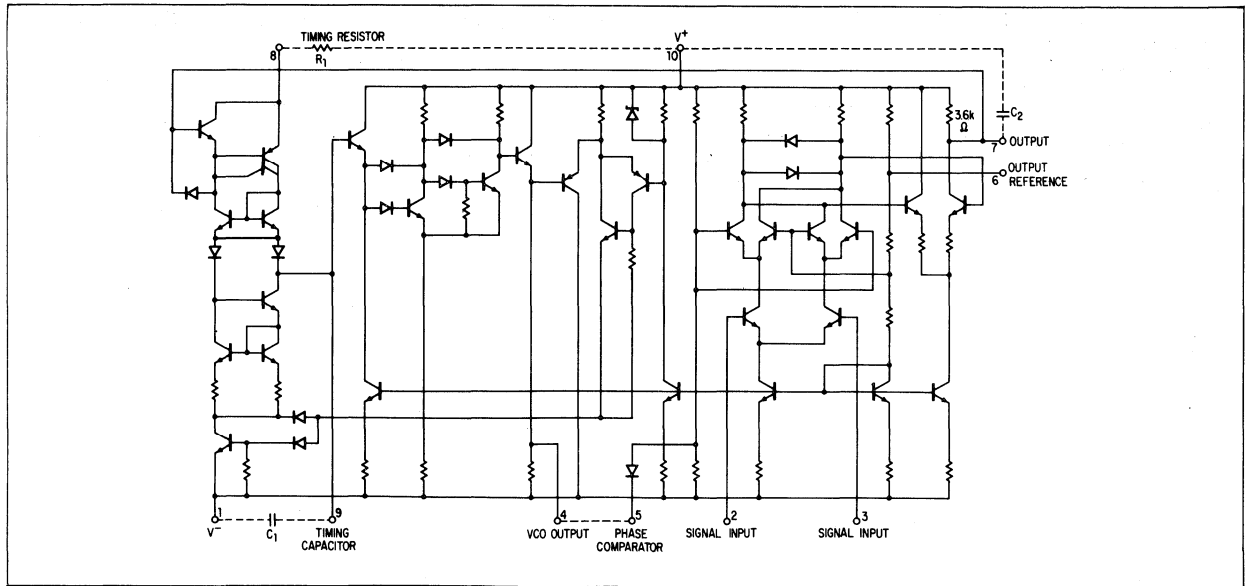 TIMING RESISTOR
8
R1
V+
10
3.6k
Ω
C2
7 OUTPUT
6 OUTPUT
REFERENCE
1
V−
C1
9
TIMING
CAPACITOR
4
VCO OUTPUT
5
PHASE
COMPARATOR
2
SIGNAL INPUT
3
SIGNAL INPUT